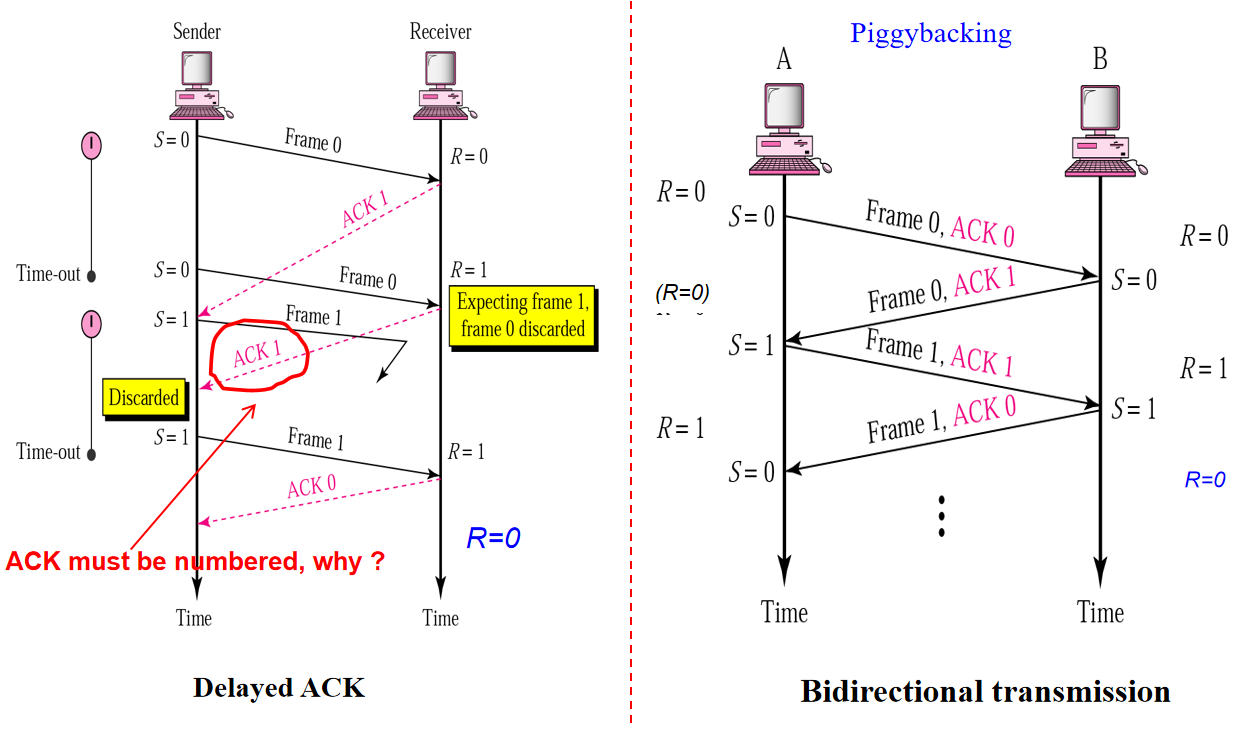 Sender
Receiver
S = 0
Frame 0
R = 0
ACK 1
Time-out
S = 0
Frame 0
R = 1
Expecting frame 1,
frame 0 discarded
S = 1
Frame 1
ACK 1
Discarded
S = 1
Frame 1
R = 1
Time-out
ACK 0
R=0
ACK must be numbered, why ?
Time
Time
Delayed ACK
Piggybacking
A
B
R = 0
S = 0
Frame 0, ACK 0
R = 0
S = 0
(R=0)
Frame 0, ACK 1
S = 1
Frame 1, ACK 1
R = 1
S = 1
R = 1
Frame 1, ACK 0
S = 0
R=0
Time
Time
Bidirectional transmission